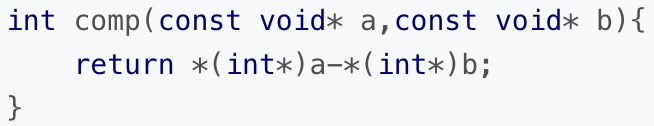 int comp(const void* a,const void* b){
    return *(int*)a-*(int*)b;
}